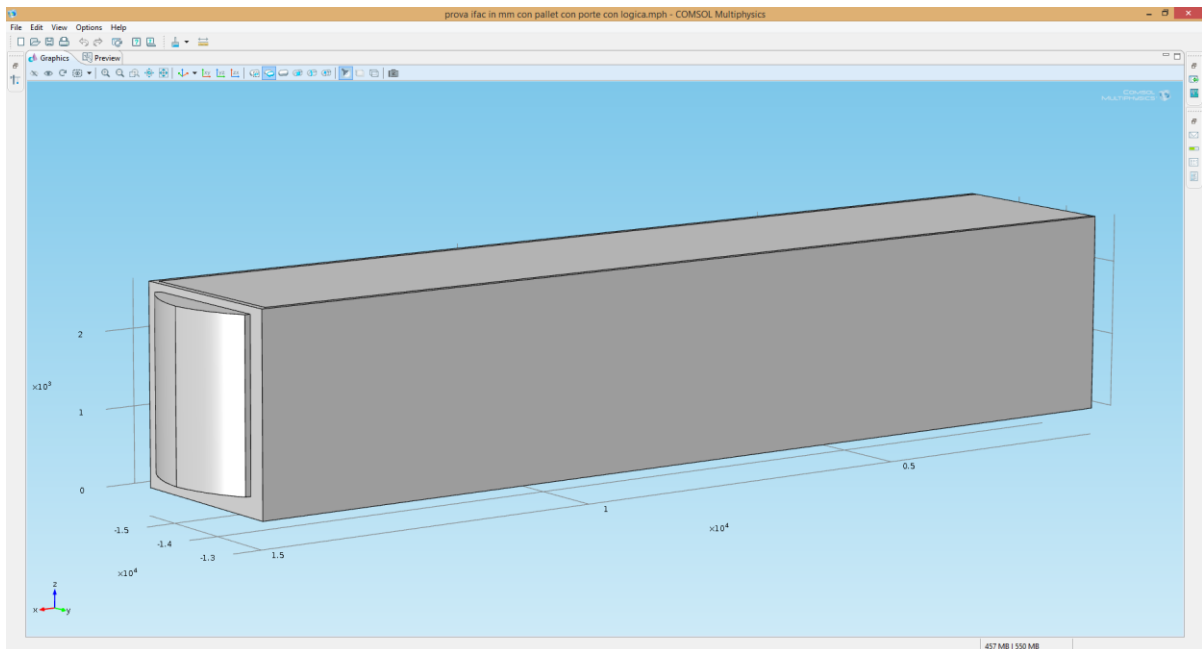 prova ifac in mm con pallet con porte con logica.mph - COMSOL Multiphysics
File Edit View Options Help
Graphics Preview
COMSOL
MULTIPHYSICS
2
×10³
1
0
0.5
-1.5
1
×10⁴
-1.4
-1.3
1.5
×10⁴
z
x
y
457 MB | 550 MB